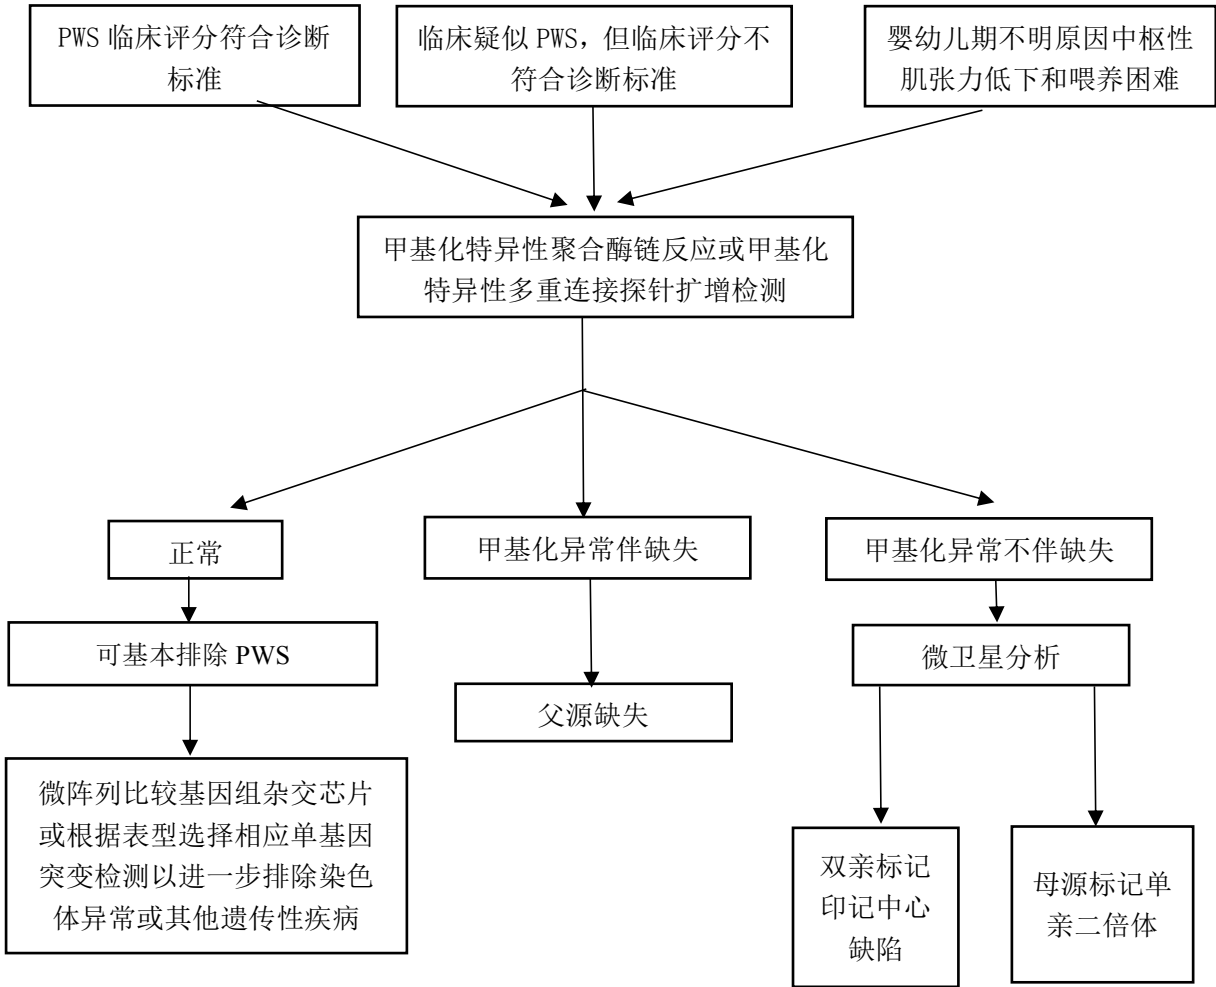 PWS 临床评分符合诊断
标准
临床疑似 PWS，但临床评分不
符合诊断标准
婴幼儿期不明原因中枢性
肌张力低下和喂养困难
甲基化特异性聚合酶链反应或甲基化
特异性多重连接探针扩增检测
正常
甲基化异常伴缺失
甲基化异常不伴缺失
可基本排除 PWS
微卫星分析
父源缺失
微阵列比较基因组杂交芯片
或根据表型选择相应单基因
突变检测以进一步排除染色
体异常或其他遗传性疾病
双亲标记
印记中心
缺陷
母源标记单
亲二倍体